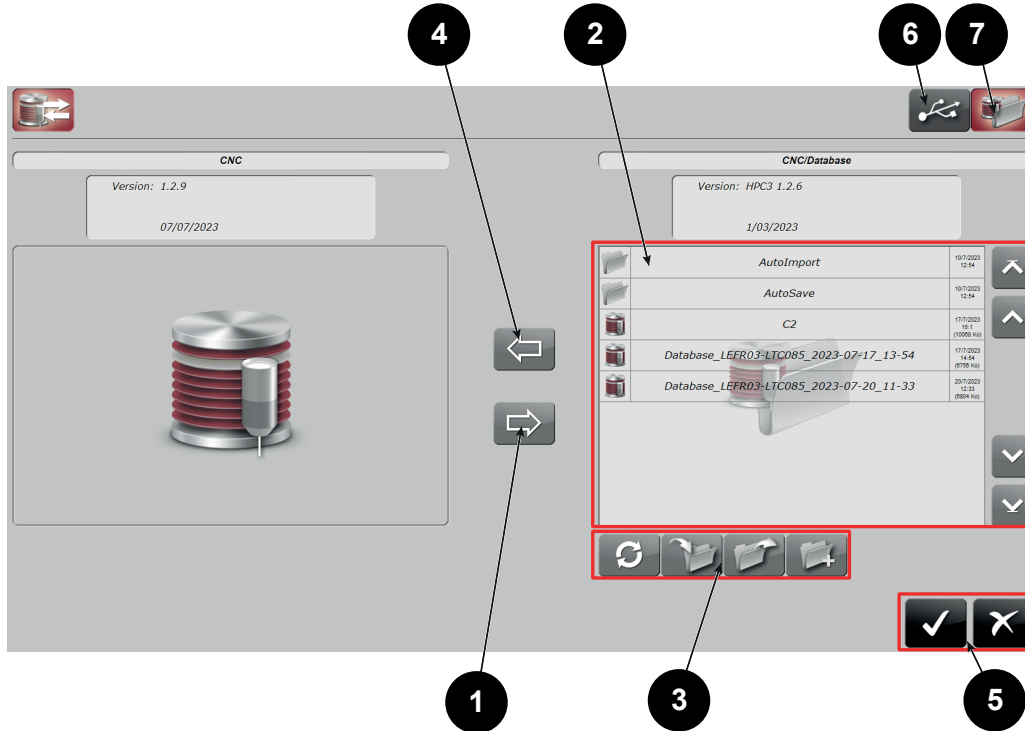 4
2
6
7
CNC
CNC/Database
Version: 1.2.9
07/07/2023
Version: HPC3 1.2.6
1/03/2023
AutoImport
10/7/2023
12:54
AutoSave
10/7/2023
12:54
C2
17/7/2023
15:1
(10068 Ko)
Database_LEFR03-LTC085_2023-07-17_13-54
17/7/2023
14:54
(6755 Ko)
Database_LEFR03-LTC085_2023-07-20_11-33
20/7/2023
12:33
(6804 Ko)
1
3
5